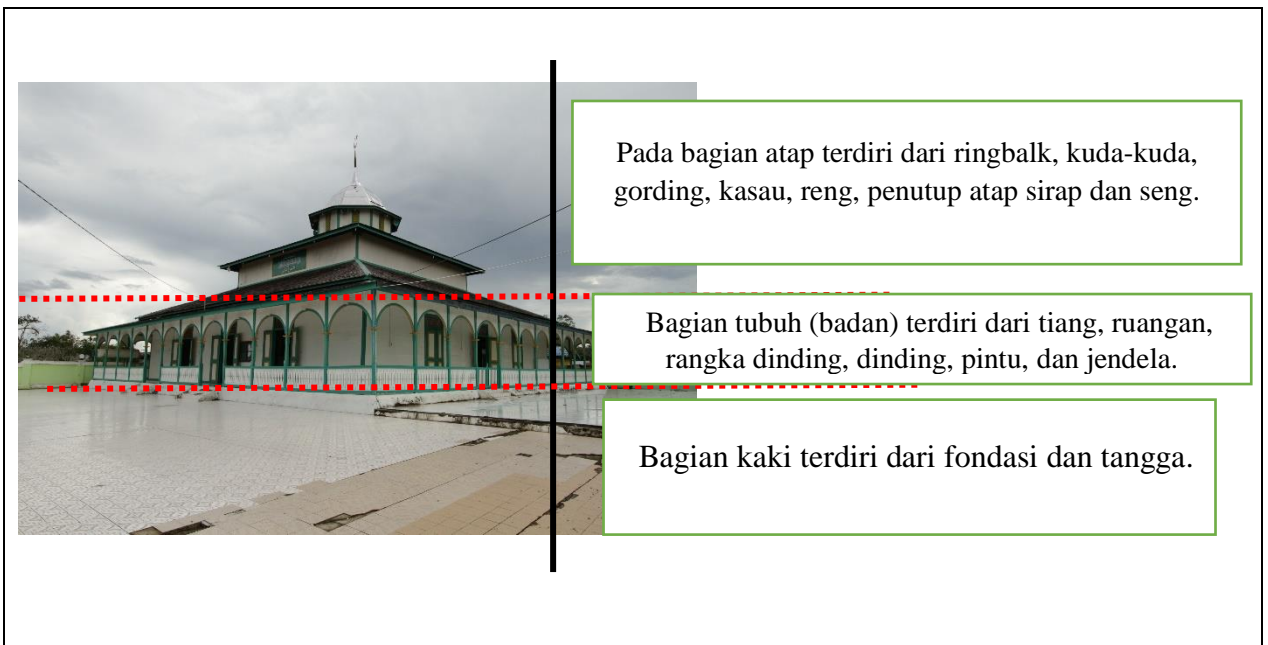 Pada bagian atap terdiri dari ringbalk, kuda-kuda,
gording, kasau, reng, penutup atap sirap dan seng.
Bagian tubuh (badan) terdiri dari tiang, ruangan,
rangka dinding, dinding, pintu, dan jendela.
Bagian kaki terdiri dari fondasi dan tangga.